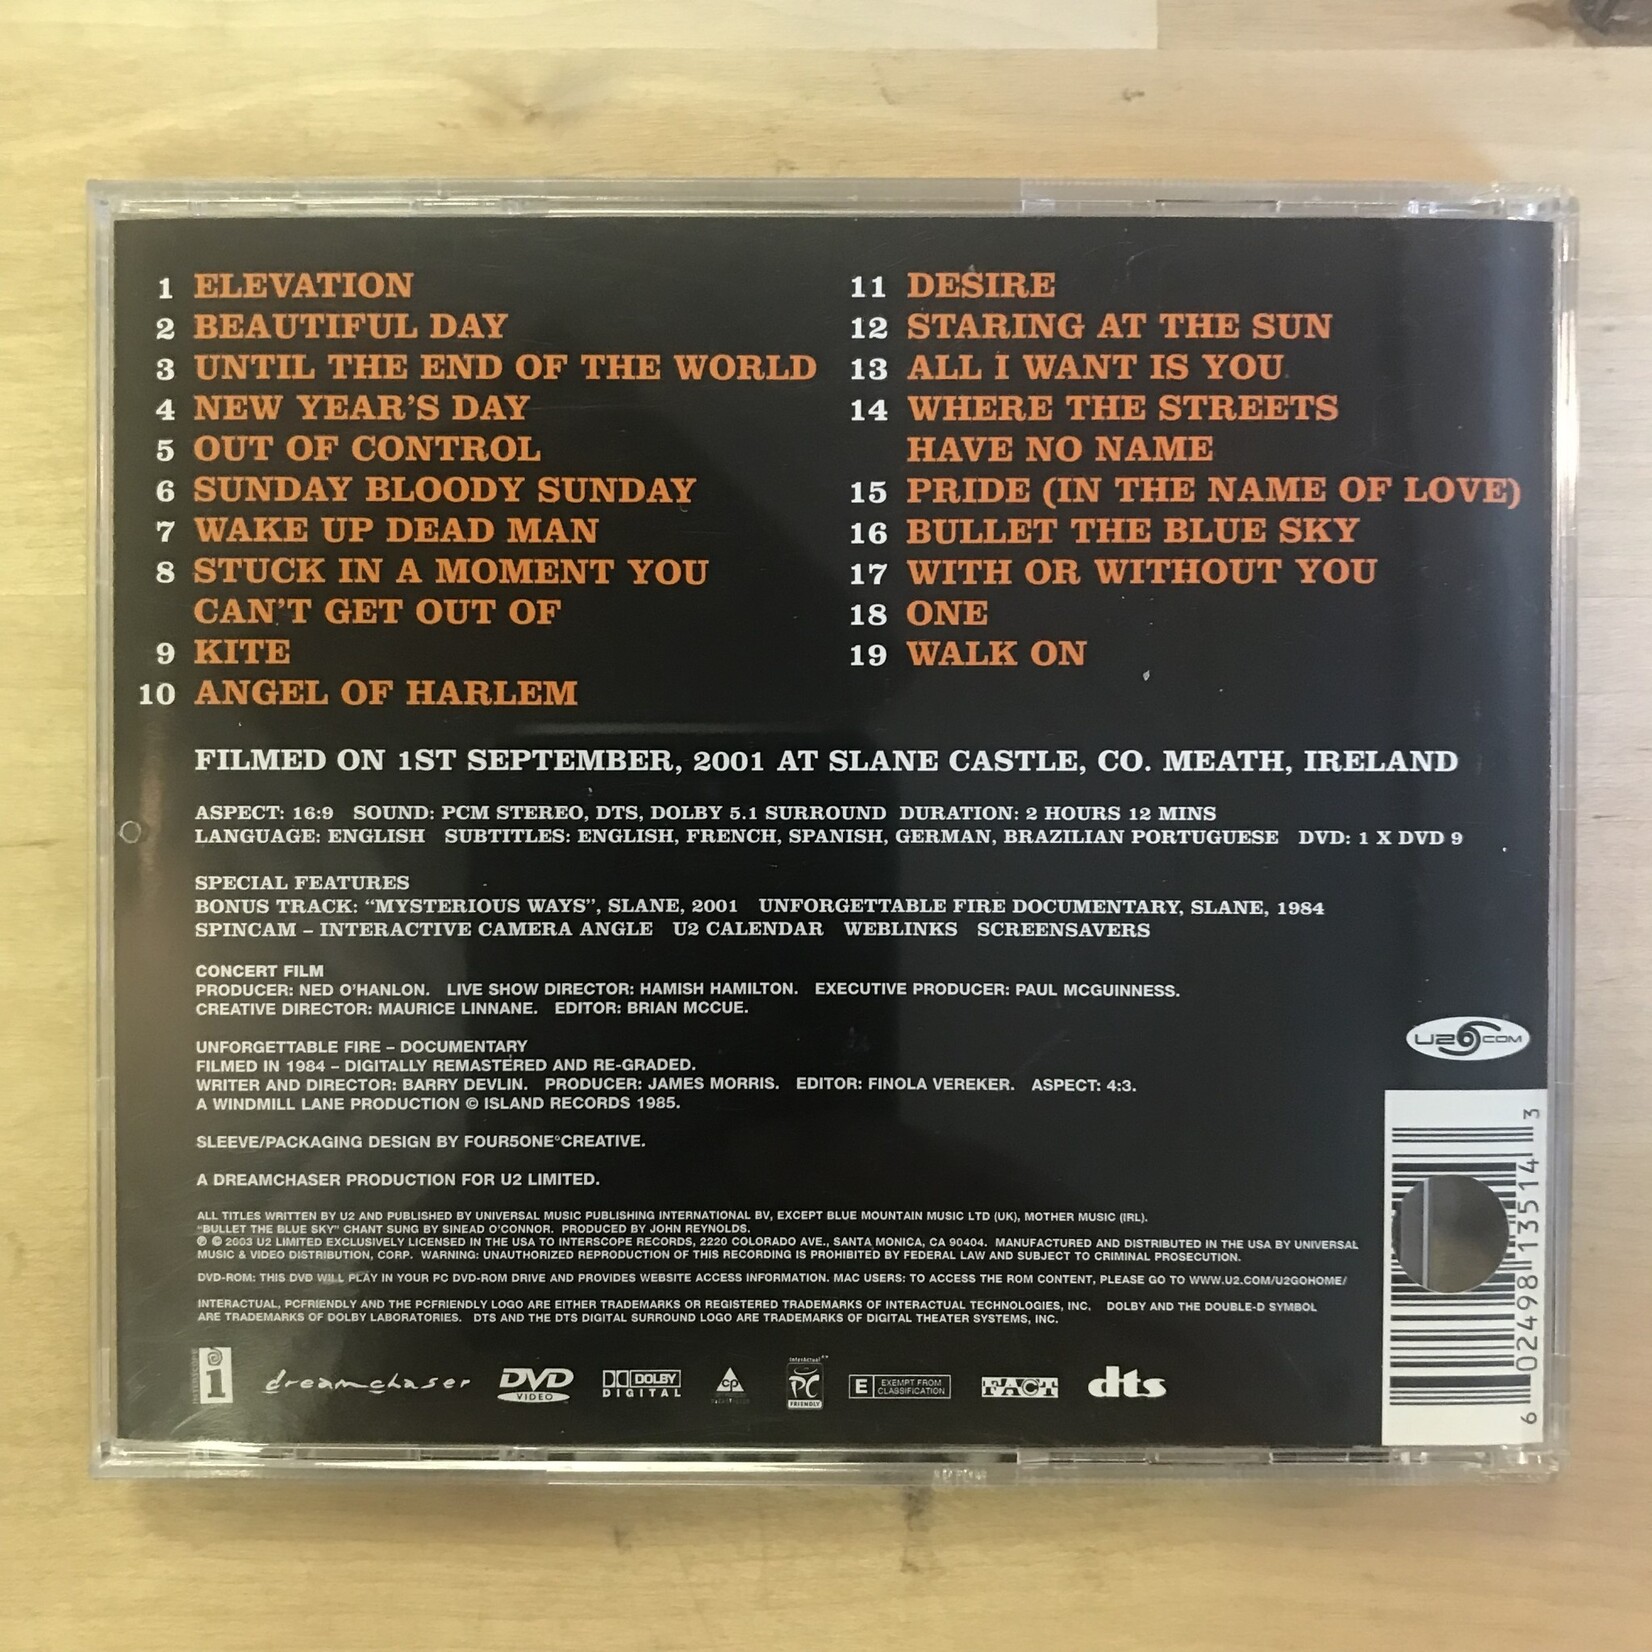 1 ELEVATION
2 BEAUTIFUL DAY
3 UNTIL THE END OF THE WORLD
4 NEW YEAR'S DAY
5 OUT OF CONTROL
6 SUNDAY BLOODY SUNDAY
7 WAKE UP DEAD MAN
8 STUCK IN A MOMENT YOU
CAN'T GET OUT OF
9 KITE
10 ANGEL OF HARLEM
11 DESIRE
12 STARING AT THE SUN
13 ALL I WANT IS YOU
14 WHERE THE STREETS
HAVE NO NAME
15 PRIDE (IN THE NAME OF LOVE)
16 BULLET THE BLUE SKY
17 WITH OR WITHOUT YOU
18 ONE
19 WALK ON
FILMED ON 1ST SEPTEMBER, 2001 AT SLANE CASTLE, CO. MEATH, IRELAND
ASPECT: 16:9 SOUND: PCM STEREO, DTS, DOLBY 5.1 SURROUND DURATION: 2 HOURS 12 MINS
LANGUAGE: ENGLISH SUBTITLES: ENGLISH, FRENCH, SPANISH, GERMAN, BRAZILIAN PORTUGUESE DVD: 1 X DVD 9
SPECIAL FEATURES
BONUS TRACK: "MYSTERIOUS WAYS", SLANE, 2001 UNFORGETTABLE FIRE DOCUMENTARY, SLANE, 1984
SPINCAM – INTERACTIVE CAMERA ANGLE U2 CALENDAR WEBLINKS SCREENSAVERS
CONCERT FILM
PRODUCER: NED O'HANLON. LIVE SHOW DIRECTOR: HAMISH HAMILTON. EXECUTIVE PRODUCER: PAUL MCGUINNESS.
CREATIVE DIRECTOR: MAURICE LINNANE. EDITOR: BRIAN MCCUE.
UNFORGETTABLE FIRE – DOCUMENTARY
FILMED IN 1984 – DIGITALLY REMASTERED AND RE-GRADED.
WRITER AND DIRECTOR: BARRY DEVLIN. PRODUCER: JAMES MORRIS. EDITOR: FINOLA VEREKER. ASPECT: 4:3.
A WINDMILL LANE PRODUCTION © ISLAND RECORDS 1985.
SLEEVE/PACKAGING DESIGN BY FOUR5ONE°CREATIVE.
A DREAMCHASER PRODUCTION FOR U2 LIMITED.
ALL TITLES WRITTEN BY U2 AND PUBLISHED BY UNIVERSAL MUSIC PUBLISHING INTERNATIONAL BV, EXCEPT BLUE MOUNTAIN MUSIC LTD (UK), MOTHER MUSIC (IRL).
"BULLET THE BLUE SKY" CHANT SUNG BY SINEAD O'CONNOR. PRODUCED BY JOHN REYNOLDS.
℗ © 2003 U2 LIMITED EXCLUSIVELY LICENSED IN THE USA TO INTERSCOPE RECORDS, 2220 COLORADO AVE., SANTA MONICA, CA 90404. MANUFACTURED AND DISTRIBUTED IN THE USA BY UNIVERSAL
MUSIC & VIDEO DISTRIBUTION, CORP. WARNING: UNAUTHORIZED REPRODUCTION OF THIS RECORDING IS PROHIBITED BY FEDERAL LAW AND SUBJECT TO CRIMINAL PROSECUTION.
DVD-ROM: THIS DVD WILL PLAY IN YOUR PC DVD-ROM DRIVE AND PROVIDES WEBSITE ACCESS INFORMATION. MAC USERS: TO ACCESS THE ROM CONTENT, PLEASE GO TO WWW.U2.COM/U2GOHOME/
INTERACTUAL, PCFRIENDLY AND THE PCFRIENDLY LOGO ARE EITHER TRADEMARKS OR REGISTERED TRADEMARKS OF INTERACTUAL TECHNOLOGIES, INC. DOLBY AND THE DOUBLE-D SYMBOL
ARE TRADEMARKS OF DOLBY LABORATORIES. DTS AND THE DTS DIGITAL SURROUND LOGO ARE TRADEMARKS OF DIGITAL THEATER SYSTEMS, INC.
U2.COM
6 02498 13514 3
INTERSCOPE
i
dreamchaser
DVD
VIDEO
DOLBY
DIGITAL
CP
InterActual
PC
FRIENDLY
E EXEMPT FROM
CLASSIFICATION
FACT
dts